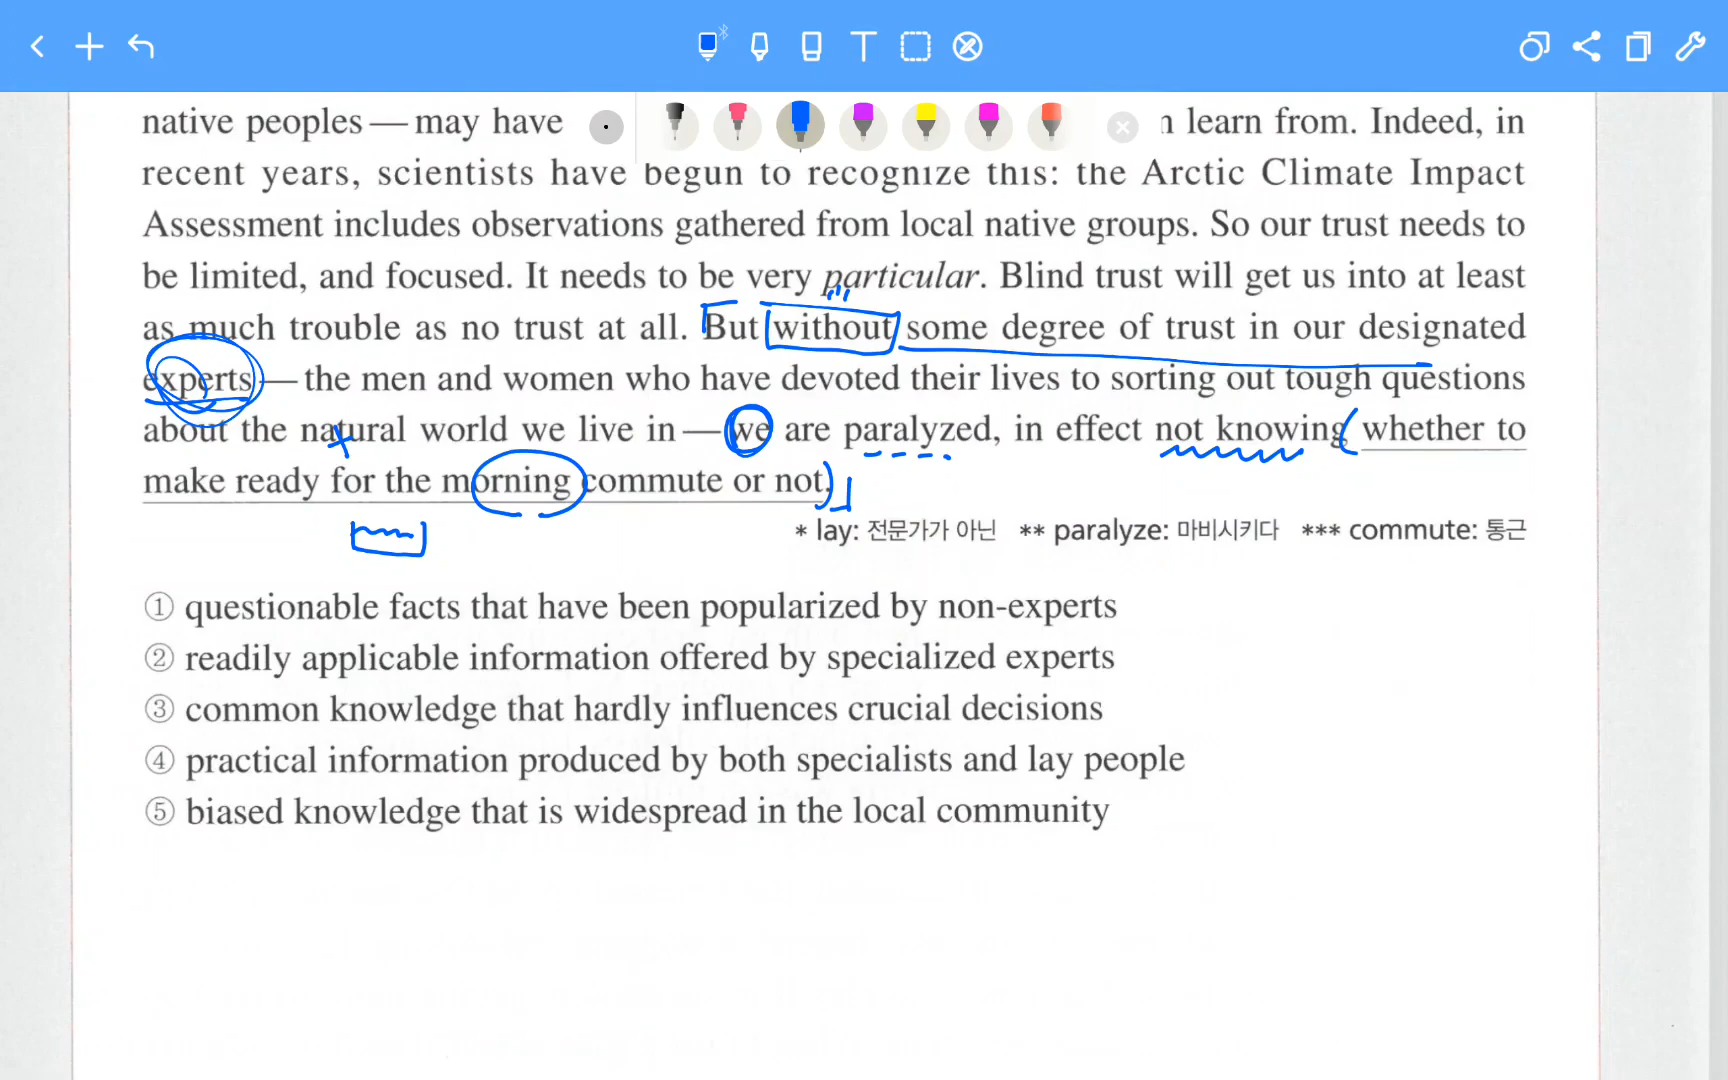 native peoples — may have n learn from. Indeed, in
recent years, scientists have begun to recognize this: the Arctic Climate Impact
Assessment includes observations gathered from local native groups. So our trust needs to
be limited, and focused. It needs to be very particular. Blind trust will get us into at least
as much trouble as no trust at all. But without some degree of trust in our designated
experts — the men and women who have devoted their lives to sorting out tough questions
about the natural world we live in — we are paralyzed, in effect not knowing whether to
make ready for the morning commute or not.
* lay: 전문가가 아닌 ** paralyze: 마비시키다 *** commute: 통근
① questionable facts that have been popularized by non-experts
② readily applicable information offered by specialized experts
③ common knowledge that hardly influences crucial decisions
④ practical information produced by both specialists and lay people
⑤ biased knowledge that is widespread in the local community